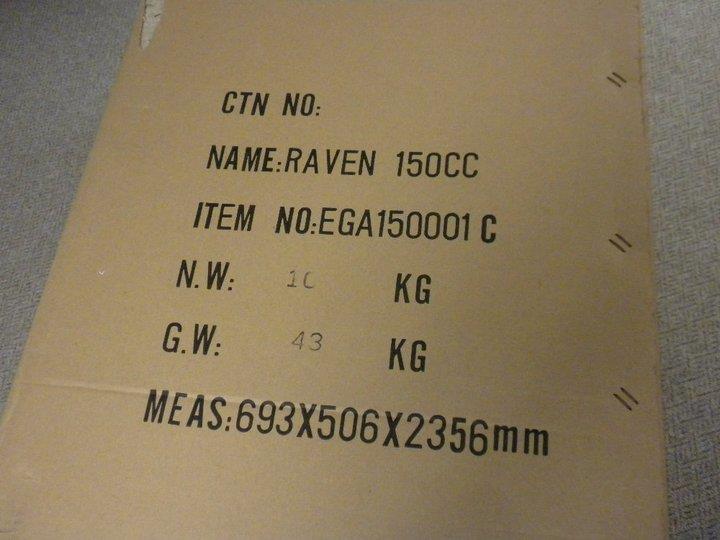 CTN NO:
NAME:RAVEN 150CC
ITEM NO:EGA150001 C
N.W: KG
G.W: 43 KG
MEAS:693X506X2356mm